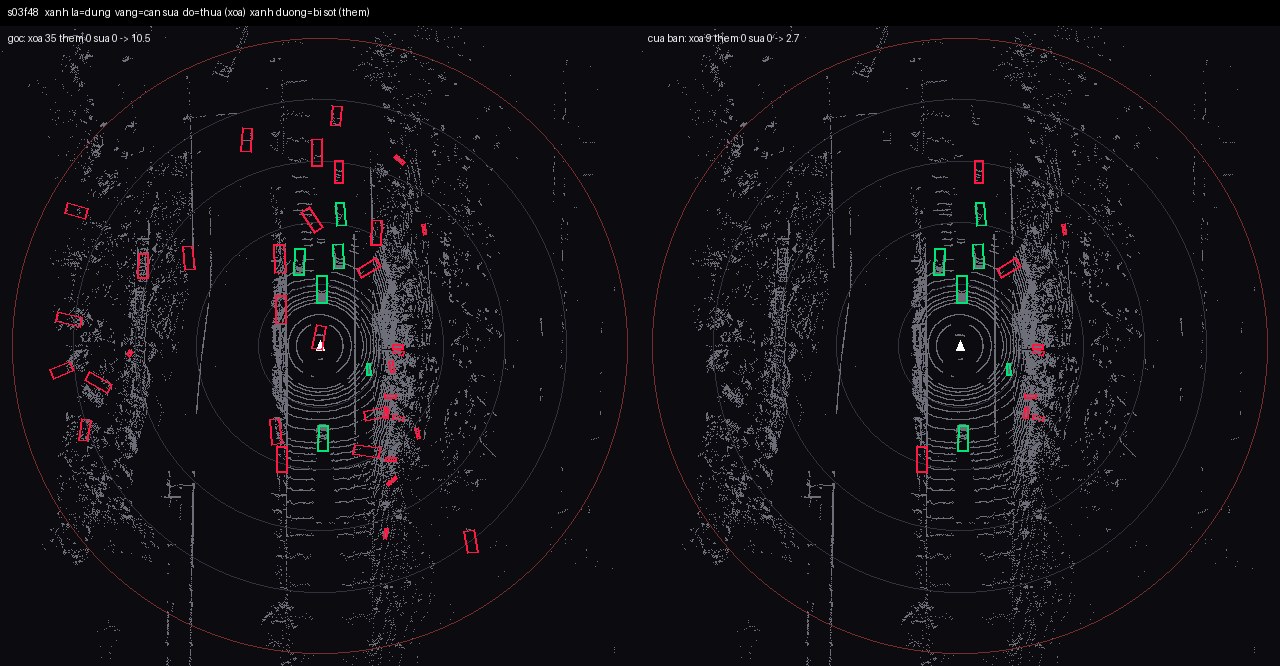 s03f48 xanh la=dung vang=can sua do=thua (xoa) xanh duong=bi sot (them)
goc: xoa 35 them 0 sua 0 -> 10.5
cua ban: xoa 9 them 0 sua 0 -> 2.7